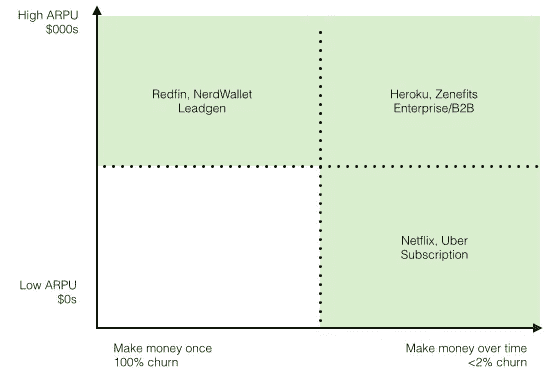 High ARPU
$000s
Redfin, NerdWallet
Leadgen
Heroku, Zenefits
Enterprise/B2B
Netflix, Uber
Subscription
Low ARPU
$0s
Make money once
100% churn
Make money over time
<2% churn